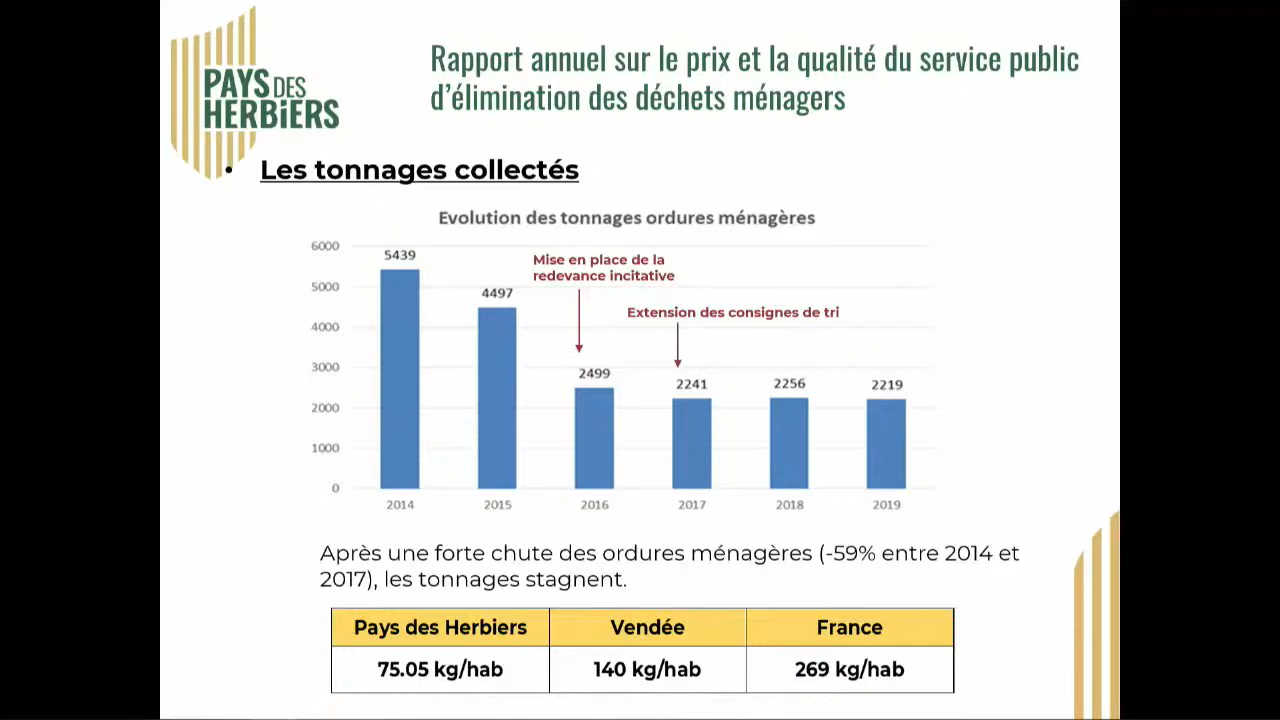 PAYS DES
HERBiERS
Rapport annuel sur le prix et la qualité du service public
d'élimination des déchets ménagers
• Les tonnages collectés
Evolution des tonnages ordures ménagères
6000
5000
4000
3000
2000
1000
0
5439
4497
2499
2241
2256
2219
Mise en place de la
redevance incitative
Extension des consignes de tri
2014 2015 2016 2017 2018 2019
Après une forte chute des ordures ménagères (-59% entre 2014 et
2017), les tonnages stagnent.
Pays des Herbiers Vendée France
75.05 kg/hab 140 kg/hab 269 kg/hab